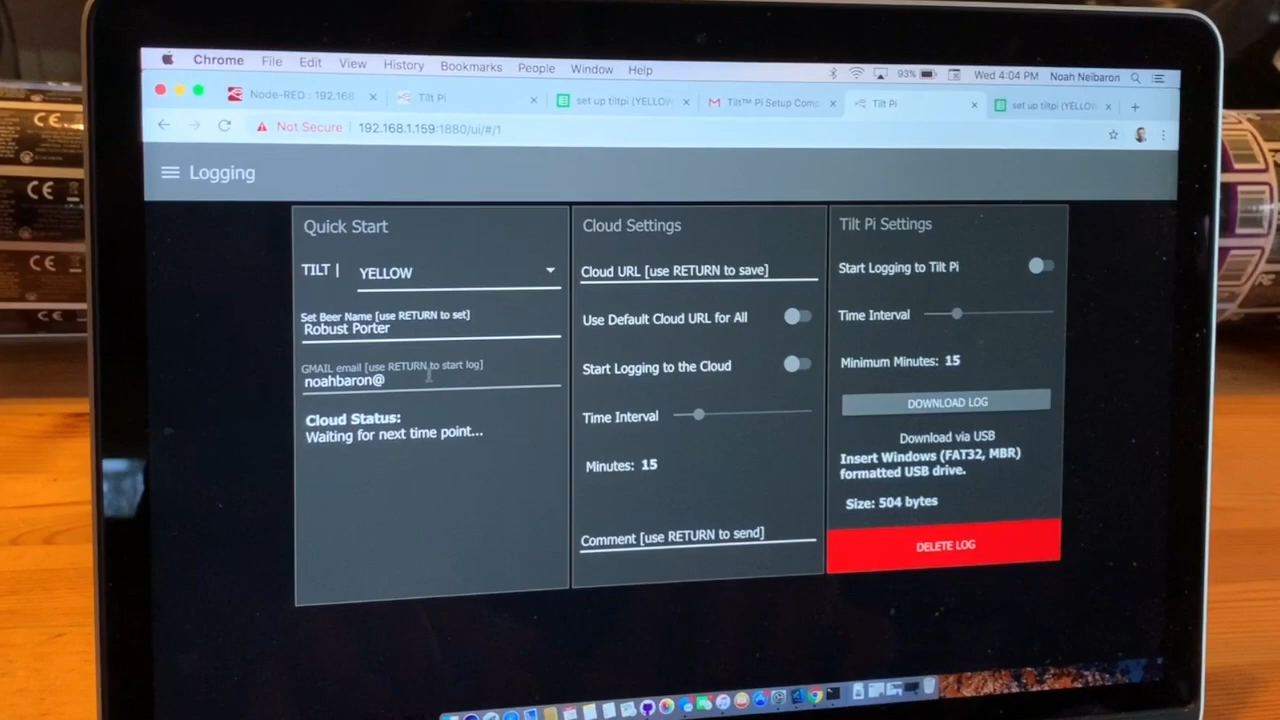 Chrome File Edit View History Bookmarks People Window Help 93% Wed 4:04 PM Noah Neibaron
Node-RED : 192.168 Tilt Pi set up tiltpi (YELLOW Tilt™ Pi Setup Comp Tilt Pi set up tiltpi (YELLOW
Not Secure 192.168.1.159:1880/ui/#/1
Logging
Quick Start
TILT | YELLOW
Set Beer Name [use RETURN to set]
Robust Porter
GMAIL email [use RETURN to start log]
noahbaron@
Cloud Status:
Waiting for next time point...
Cloud Settings
Cloud URL [use RETURN to save]
Use Default Cloud URL for All
Start Logging to the Cloud
Time Interval
Minutes: 15
Comment [use RETURN to send]
Tilt Pi Settings
Start Logging to Tilt Pi
Time Interval
Minimum Minutes: 15
DOWNLOAD LOG
Download via USB
Insert Windows (FAT32, MBR)
formatted USB drive.
Size: 504 bytes
DELETE LOG
CE
CE
CE